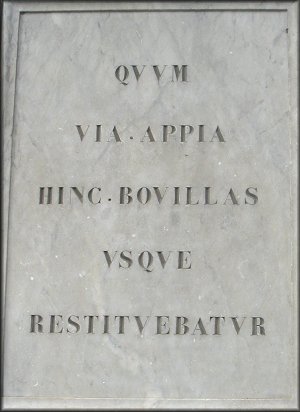 QVVM
VIA·APPIA
HINC·BOVILLAS
VSQVE
RESTITVEBATVR